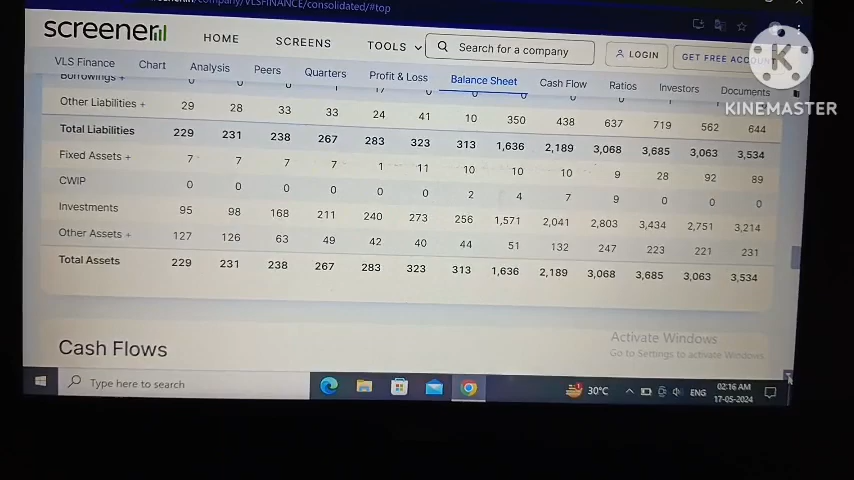 company/VLSFINANCE/consolidated/#top
screener
HOME
SCREENS
TOOLS
Search for a company
LOGIN
GET FREE ACCOUNT
KINEMASTER
VLS Finance
Chart
Analysis
Peers
Quarters
Profit & Loss
Balance Sheet
Cash Flow
Ratios
Investors
Documents
Borrowings +
Other Liabilities + 29 28 33 33 24 41 10 350 438 637 719 562 644
Total Liabilities 229 231 238 267 283 323 313 1,636 2,189 3,068 3,685 3,063 3,534
Fixed Assets + 7 7 7 7 1 11 10 10 10 9 28 92 89
CWIP 0 0 0 0 0 0 2 4 7 9 0 0 0
Investments 95 98 168 211 240 273 256 1,571 2,041 2,803 3,434 2,751 3,214
Other Assets + 127 126 63 49 42 40 44 51 132 247 223 221 231
Total Assets 229 231 238 267 283 323 313 1,636 2,189 3,068 3,685 3,063 3,534
Cash Flows
Activate Windows
Go to Settings to activate Windows.
Type here to search
30°C
ENG
02:16 AM
17-05-2024